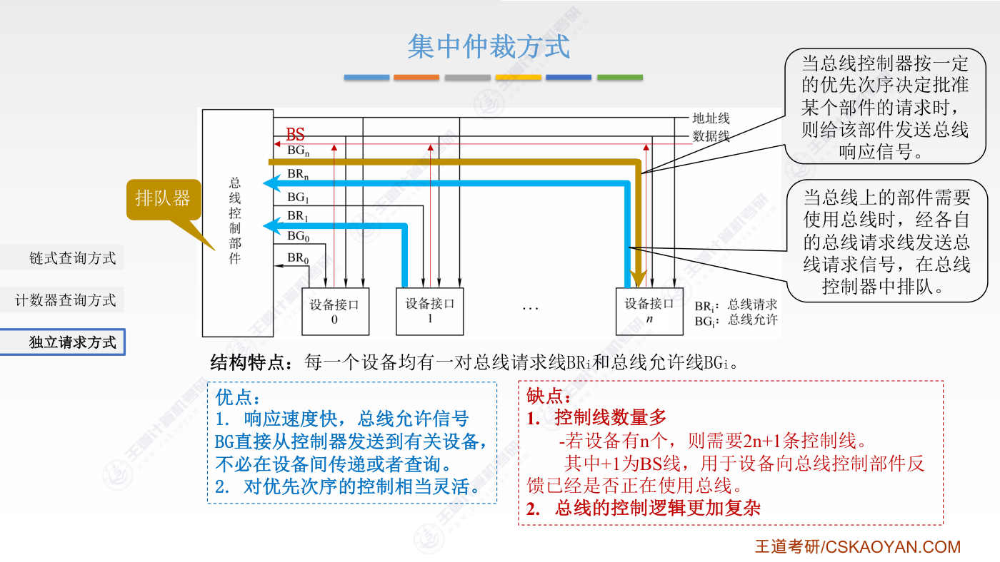 集中仲裁方式
当总线控制器按一定
的优先次序决定批准
某个部件的请求时，
则给该部件发送总线
响应信号。
地址线
数据线
BS
BGn
BRn
BG1
BR1
BG0
BR0
总
线
控
制
部
件
排队器
当总线上的部件需要
使用总线时，经各自
的总线请求线发送总
线请求信号，在总线
控制器中排队。
链式查询方式
计数器查询方式
独立请求方式
设备接口
0
设备接口
1
...
设备接口
n
BRi：总线请求
BGi：总线允许
结构特点：每一个设备均有一对总线请求线BRi和总线允许线BGi。
优点：
1. 响应速度快，总线允许信号
BG直接从控制器发送到有关设备，
不必在设备间传递或者查询。
2. 对优先次序的控制相当灵活。
缺点：
1. 控制线数量多
-若设备有n个，则需要2n+1条控制线。
其中+1为BS线，用于设备向总线控制部件反
馈已经是否正在使用总线。
2. 总线的控制逻辑更加复杂
王道考研/CSKAOYAN.COM
王道计算机考研